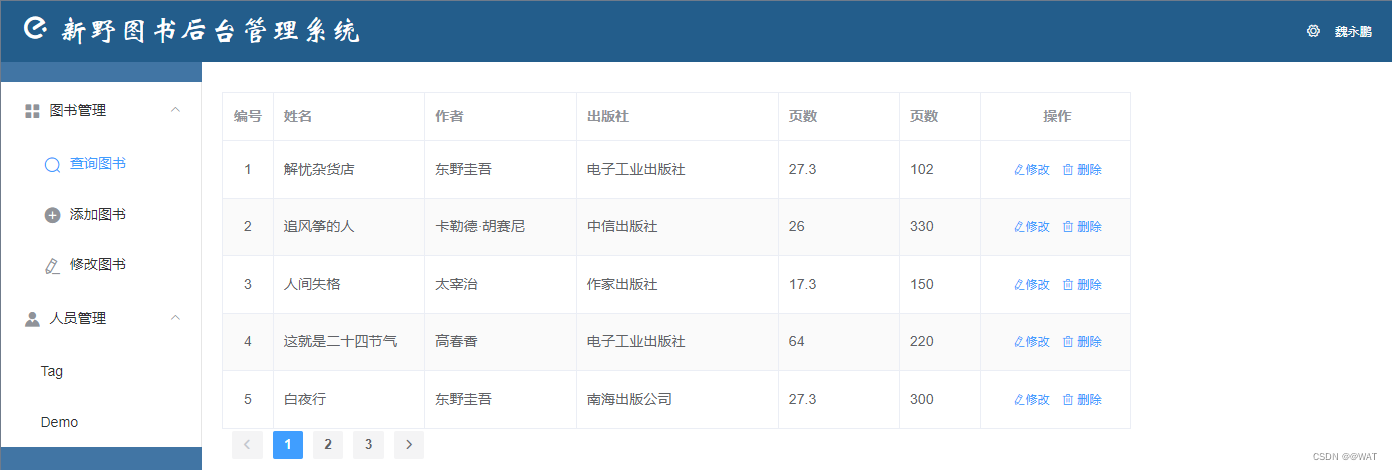 新野图书后台管理系统
魏永鹏
图书管理
查询图书
添加图书
修改图书
人员管理
Tag
Demo
编号 姓名 作者 出版社 页数 页数 操作
1 解忧杂货店 东野圭吾 电子工业出版社 27.3 102 修改 删除
2 追风筝的人 卡勒德·胡赛尼 中信出版社 26 330 修改 删除
3 人间失格 太宰治 作家出版社 17.3 150 修改 删除
4 这就是二十四节气 高春香 电子工业出版社 64 220 修改 删除
5 白夜行 东野圭吾 南海出版公司 27.3 300 修改 删除
1 2 3
CSDN @@WAT